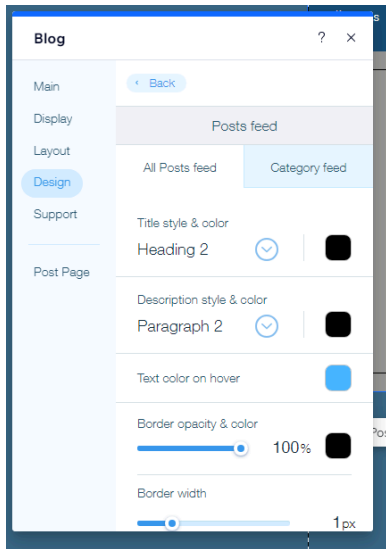 Blog ? ×
Main
Display
Layout
Design
Support
Post Page
‹ Back
Posts feed
All Posts feed Category feed
Title style & color
Heading 2
Description style & color
Paragraph 2
Text color on hover
Border opacity & color
100%
Border width
1px